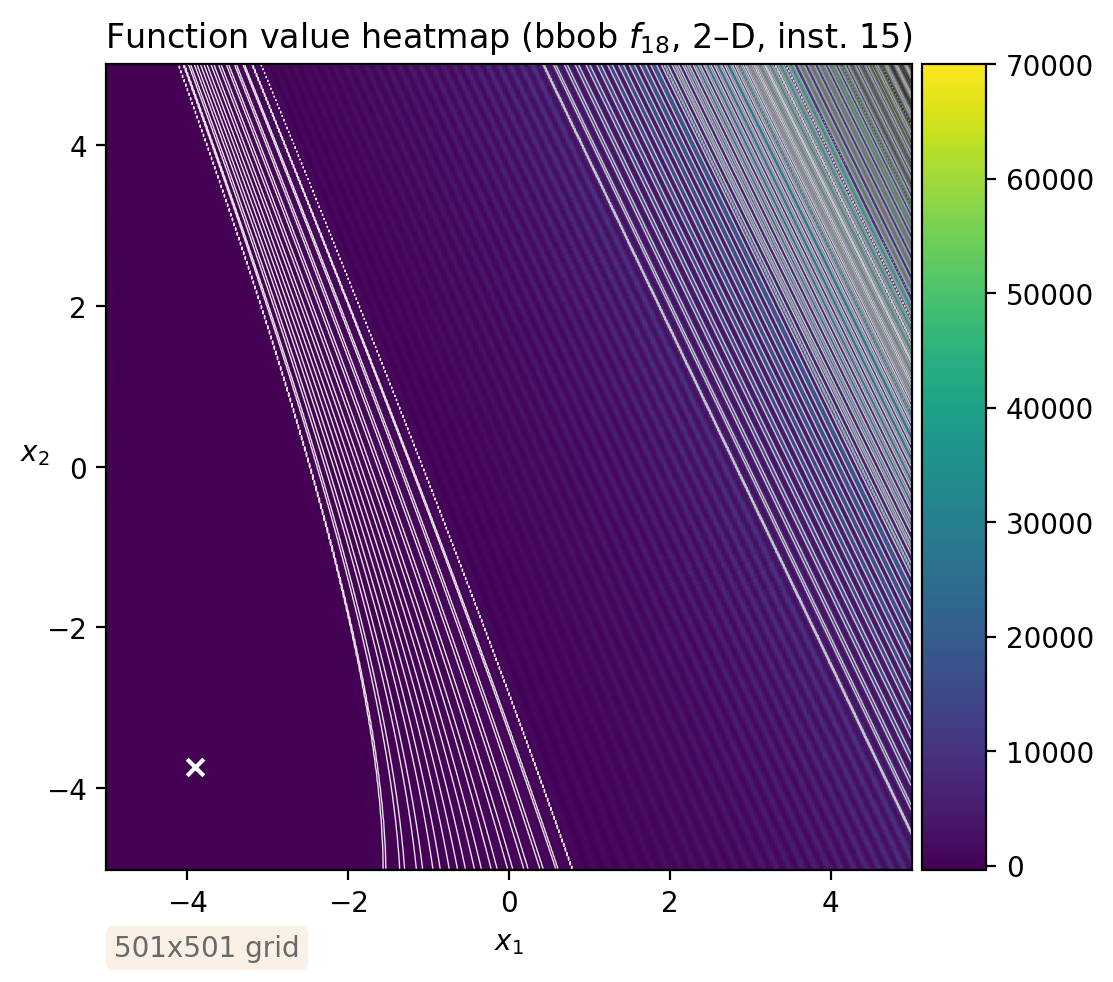 Function value heatmap (bbob f18, 2–D, inst. 15)
70000
60000
50000
40000
30000
20000
10000
0
4
2
0
−2
−4
x2
−4 −2 0 2 4
x1
501x501 grid